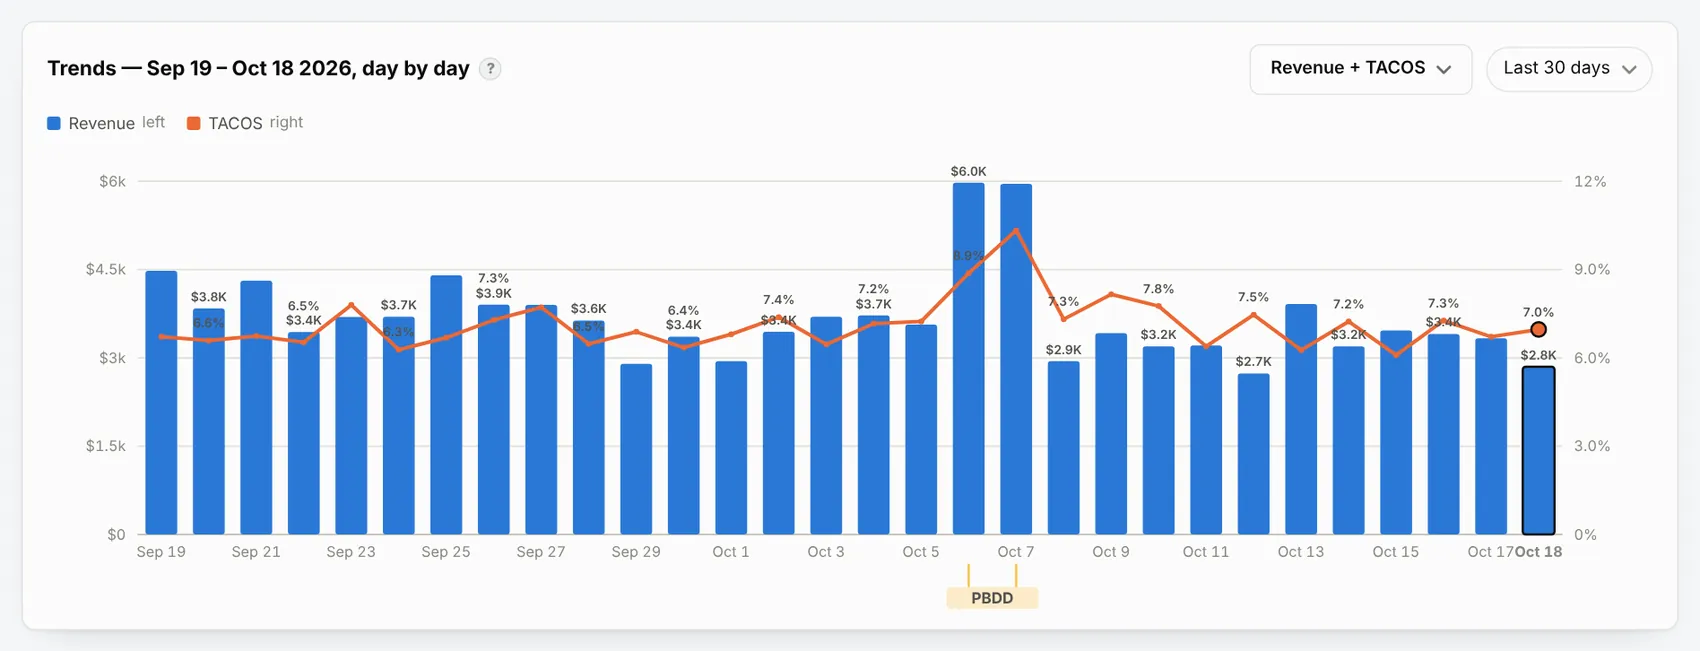 Trends — Sep 19 – Oct 18 2026, day by day ?
Revenue + TACOS
Last 30 days
Revenue left TACOS right
$6k
$4.5k
$3k
$1.5k
$0
12%
9.0%
6.0%
3.0%
0%
$3.8K
6.6%
6.5%
$3.4K
$3.7K
6.3%
7.3%
$3.9K
$3.6K
6.5%
6.4%
$3.4K
7.4%
$3.4K
7.2%
$3.7K
$6.0K
8.9%
7.3%
$2.9K
7.8%
$3.2K
7.5%
$2.7K
7.2%
$3.2K
7.3%
$3.4K
7.0%
$2.8K
Sep 19 Sep 21 Sep 23 Sep 25 Sep 27 Sep 29 Oct 1 Oct 3 Oct 5 Oct 7 Oct 9 Oct 11 Oct 13 Oct 15 Oct 17 Oct 18
PBDD